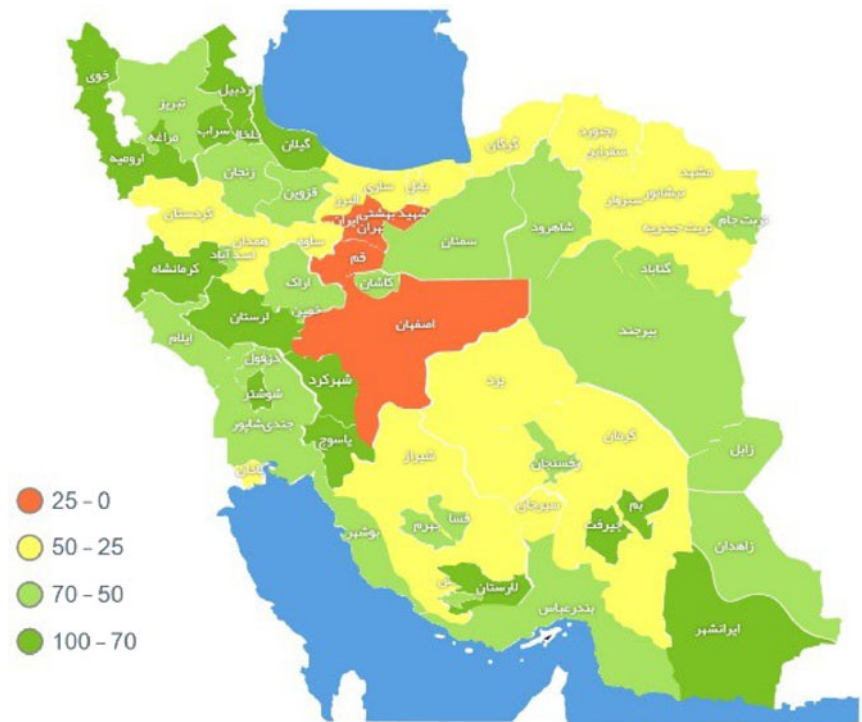 خوی
تبریز
اردبیل
مراغه
سراب
خلخال
ارومیه
گیلان
زنجان
قزوین
البرز
ساری
بابل
گرگان
بجنورد
سفراین
مشهد
نیشابور
سبزوار
تربت حیدریه
تربت جام
کردستان
همدان
اسدآباد
ساوه
ایران
تهران
شهید بهشتی
قم
سمنان
شاهرود
کرمانشاه
اراک
کاشان
خمین
گناباد
بیرجند
لرستان
ایلام
اصفهان
دزفول
شوشتر
جندی‌شاپور
شهرکرد
یزد
یاسوج
شیراز
کرمان
رفسنجان
زابل
سیرجان
بم
جیرفت
فسا
جهرم
بوشهر
زاهدان
لارستان
بندرعباس
ایرانشهر
25 – 0
50 – 25
70 – 50
100 – 70